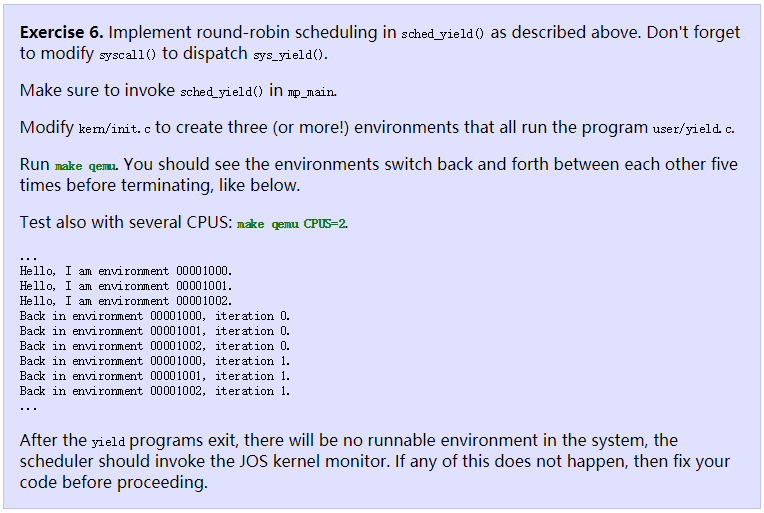 Exercise 6. Implement round-robin scheduling in sched_yield() as described above. Don't forget
to modify syscall() to dispatch sys_yield().
Make sure to invoke sched_yield() in mp_main.
Modify kern/init.c to create three (or more!) environments that all run the program user/yield.c.
Run make qemu. You should see the environments switch back and forth between each other five
times before terminating, like below.
Test also with several CPUS: make qemu CPUS=2.
...
Hello, I am environment 00001000.
Hello, I am environment 00001001.
Hello, I am environment 00001002.
Back in environment 00001000, iteration 0.
Back in environment 00001001, iteration 0.
Back in environment 00001002, iteration 0.
Back in environment 00001000, iteration 1.
Back in environment 00001001, iteration 1.
Back in environment 00001002, iteration 1.
...
After the yield programs exit, there will be no runnable environment in the system, the
scheduler should invoke the JOS kernel monitor. If any of this does not happen, then fix your
code before proceeding.